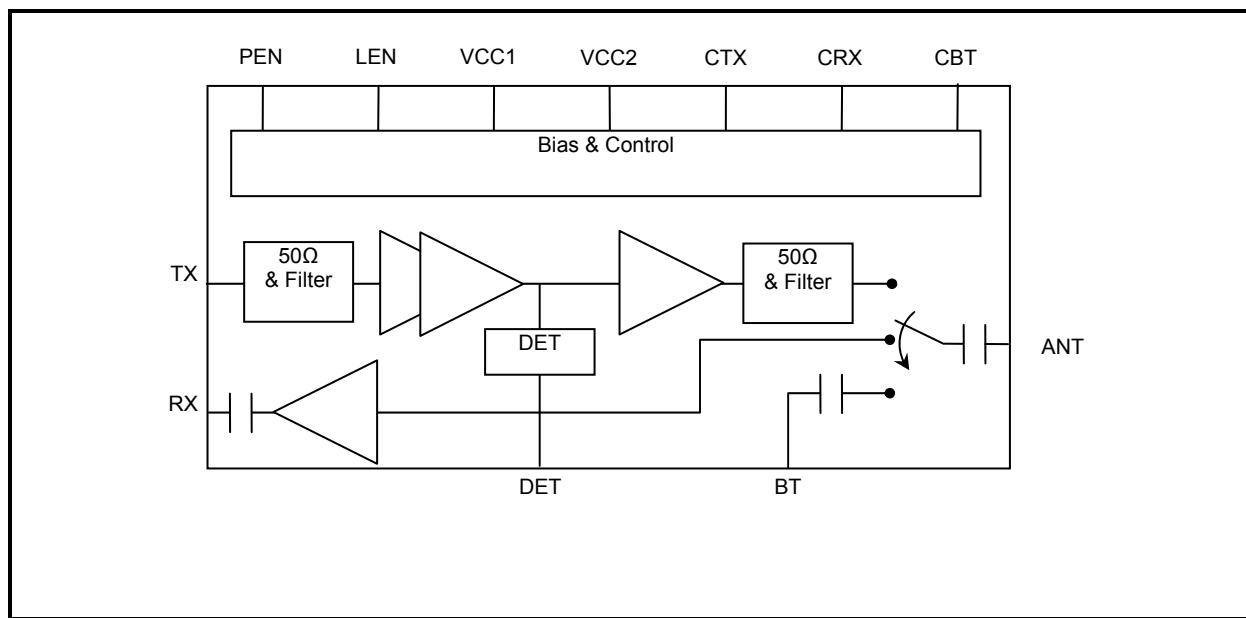 PEN LEN VCC1 VCC2 CTX CRX CBT
Bias & Control
TX
50Ω
& Filter
50Ω
& Filter
DET
ANT
RX
DET
BT